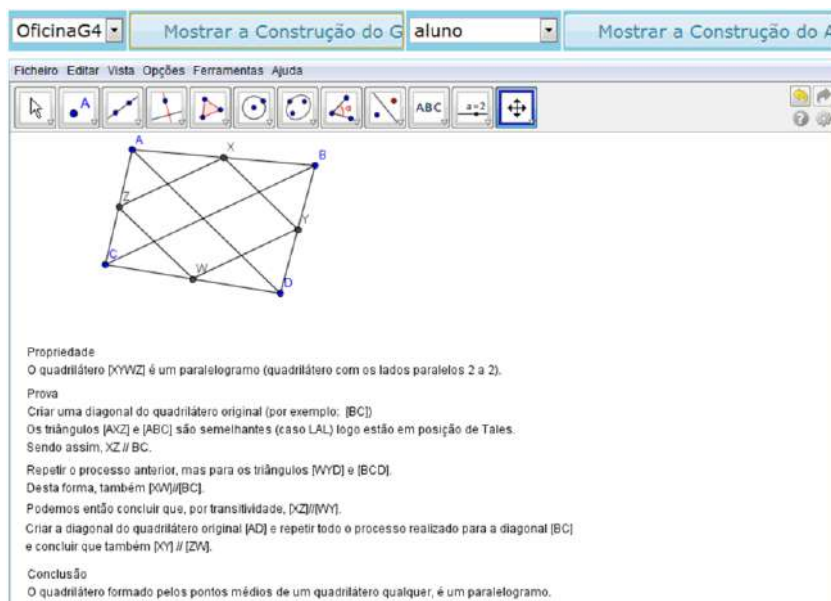 OficinaG4 Mostrar a Construção do G aluno Mostrar a Construção do A
Ficheiro Editar Vista Opções Ferramentas Ajuda
A ABC a=2
A X B
Z Y
C W D
Propriedade
O quadrilátero [XYWZ] é um paralelogramo (quadrilátero com os lados paralelos 2 a 2).
Prova
Criar uma diagonal do quadrilátero original (por exemplo: [BC])
Os triângulos [AXZ] e [ABC] são semelhantes (caso LAL) logo estão em posição de Tales.
Sendo assim, XZ // BC.
Repetir o processo anterior, mas para os triângulos [WYD] e [BCD].
Desta forma, também [XW]//[BC].
Podemos então concluir que, por transitividade, [XZ]//[WY].
Criar a diagonal do quadrilátero original [AD] e repetir todo o processo realizado para a diagonal [BC]
e concluir que também [XY] // [ZW].
Conclusão
O quadrilátero formado pelos pontos médios de um quadrilátero qualquer, é um paralelogramo.